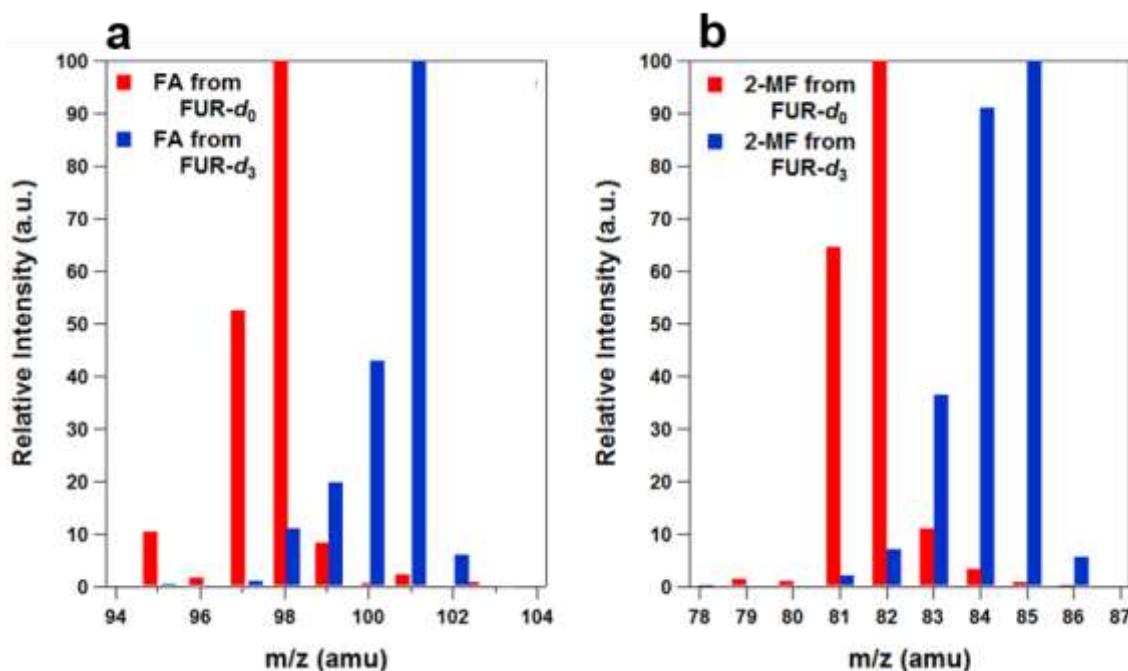 a
b
100
90
80
70
60
50
40
30
20
10
0
Relative Intensity (a.u.)
FA from
FUR-d₀
FA from
FUR-d₃
94 96 98 100 102 104
m/z (amu)
100
90
80
70
60
50
40
30
20
10
0
Relative Intensity (a.u.)
2-MF from
FUR-d₀
2-MF from
FUR-d₃
78 79 80 81 82 83 84 85 86 87
m/z (amu)